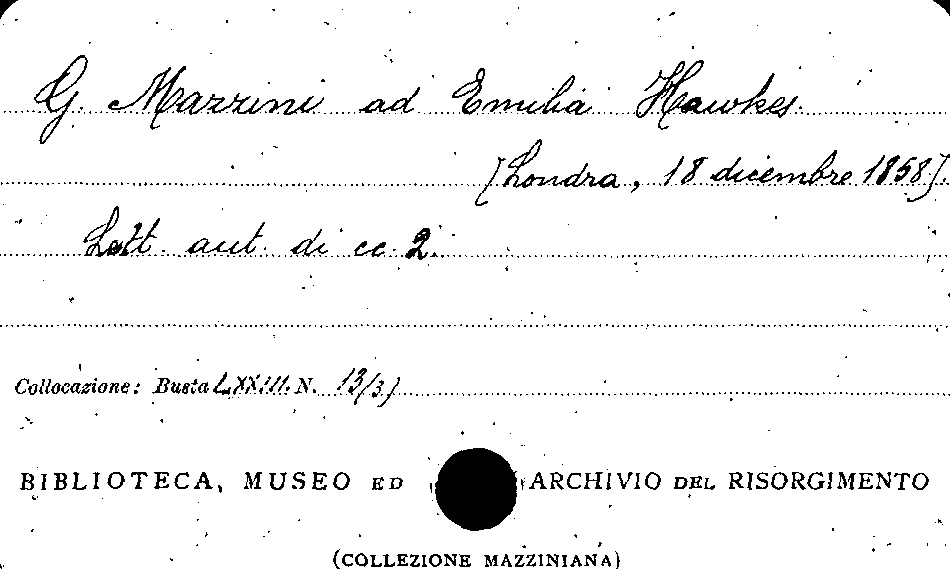 G. Mazzini ad Emilia Hawkes.
[Londra, 18 dicembre 1858].
Lett. aut. di cc. 2.
Collocazione: Busta LXXIII. N. 13/3)
BIBLIOTECA, MUSEO ED ARCHIVIO DEL RISORGIMENTO
(COLLEZIONE MAZZINIANA)